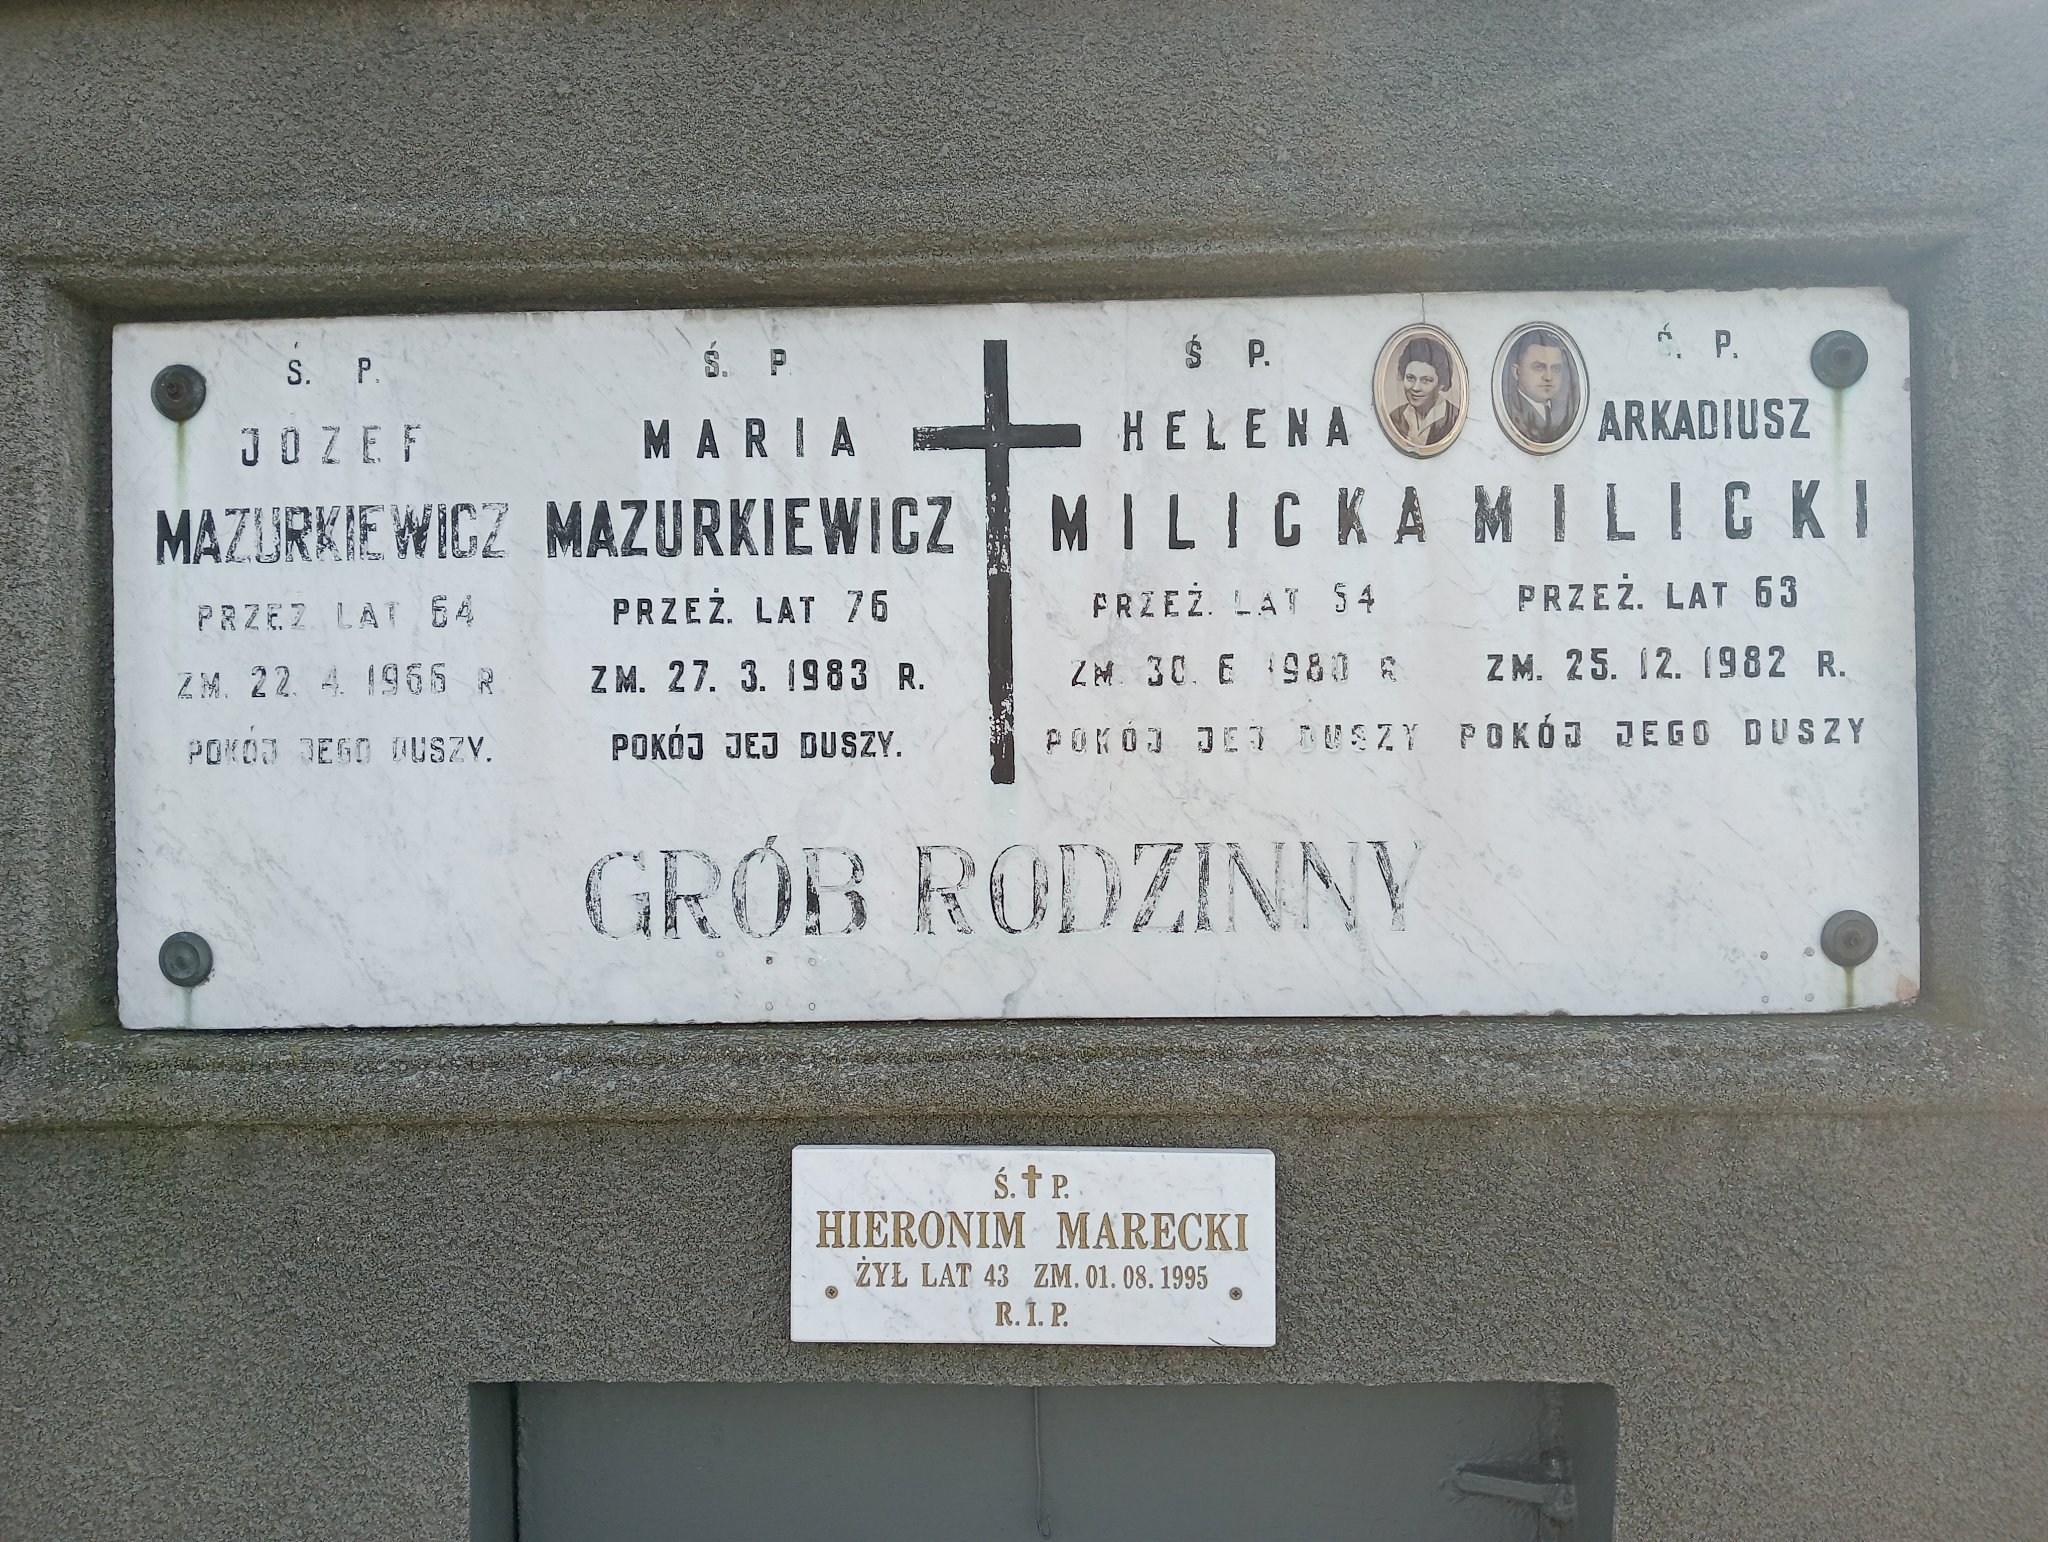 Ś. P.
JÓZEF
MAZURKIEWICZ
PRZEŻ. LAT 64
ZM. 22. 4. 1966 R.
POKÓJ JEGO DUSZY.
Ś. P.
MARIA
MAZURKIEWICZ
PRZEŻ. LAT 76
ZM. 27. 3. 1983 R.
POKÓJ JEJ DUSZY.
Ś. P.
HELENA
MILICKA
PRZEŻ. LAT 54
ZM. 30. 6 1980 R
POKÓJ JEJ DUSZY
Ś. P.
ARKADIUSZ
MILICKI
PRZEŻ. LAT 63
ZM. 25. 12. 1982 R.
POKÓJ JEGO DUSZY
GRÓB RODZINNY
Ś. P.
HIERONIM MARECKI
ŻYŁ LAT 43 ZM. 01. 08. 1995
R. I. P.